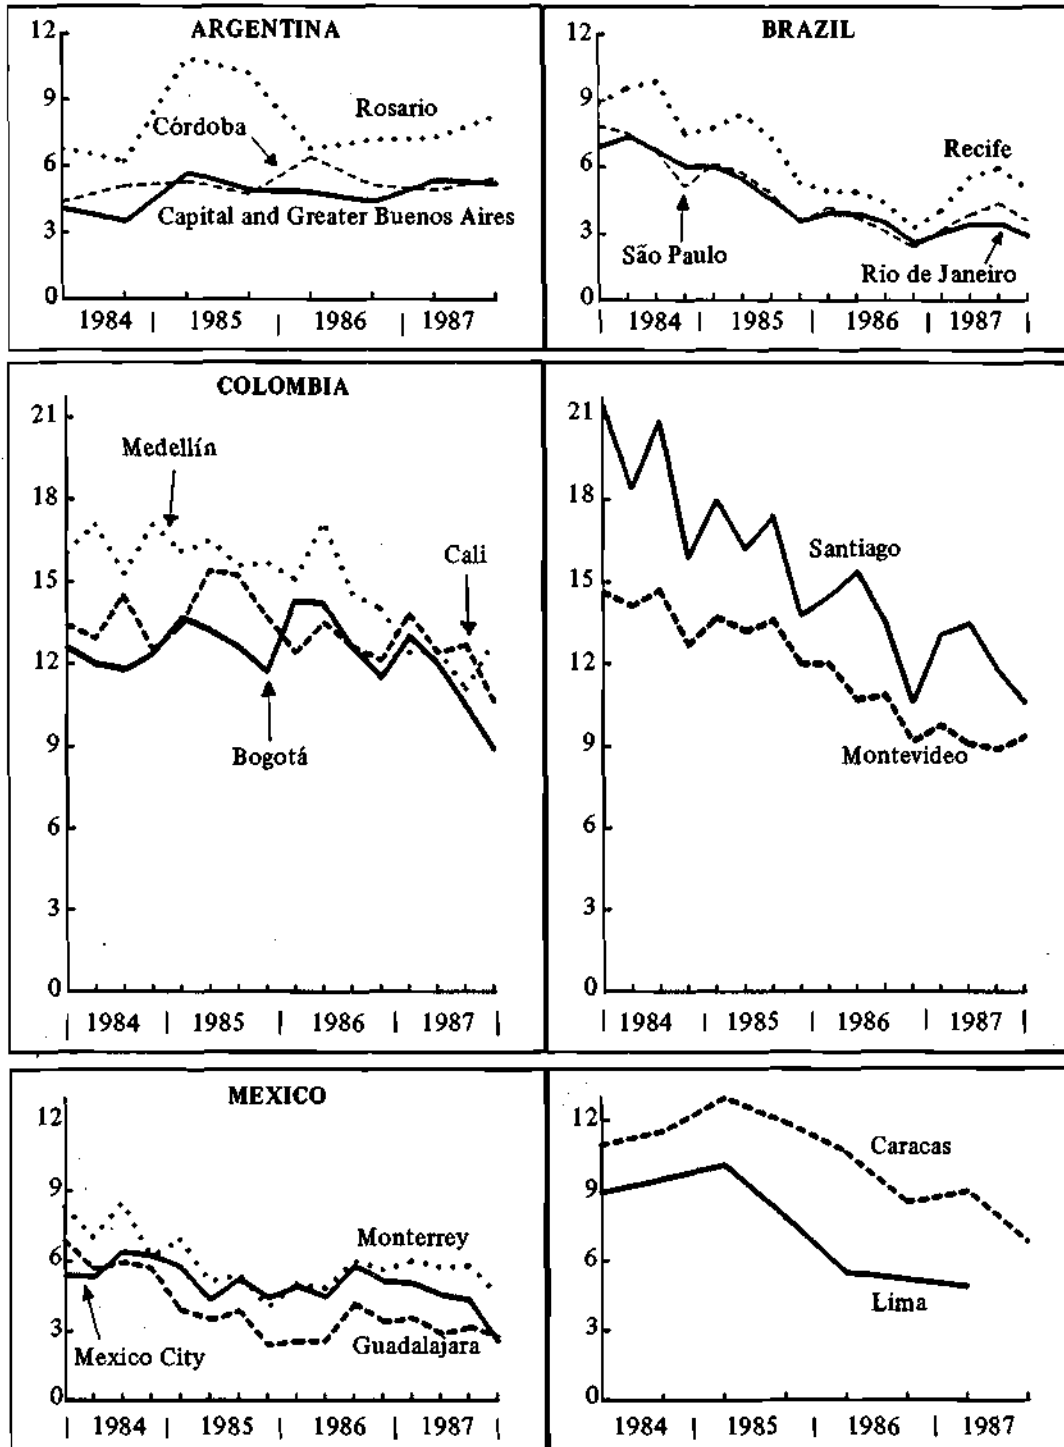 ARGENTINA
12
9
6
3
0
Rosario
Córdoba
Capital and Greater Buenos Aires
1984 | 1985 | 1986 | 1987
BRAZIL
12
9
6
3
0
Recife
São Paulo
Rio de Janeiro
| 1984 | 1985 | 1986 | 1987 |
COLOMBIA
21
18
15
12
9
6
3
0
Medellín
Cali
Bogotá
| 1984 | 1985 | 1986 | 1987 |
21
18
15
12
9
6
3
0
Santiago
Montevideo
| 1984 | 1985 | 1986 | 1987 |
MEXICO
12
9
6
3
0
Monterrey
Mexico City
Guadalajara
| 1984 | 1985 | 1986 | 1987 |
12
9
6
3
0
Caracas
Lima
1984 | 1985 | 1986 | 1987